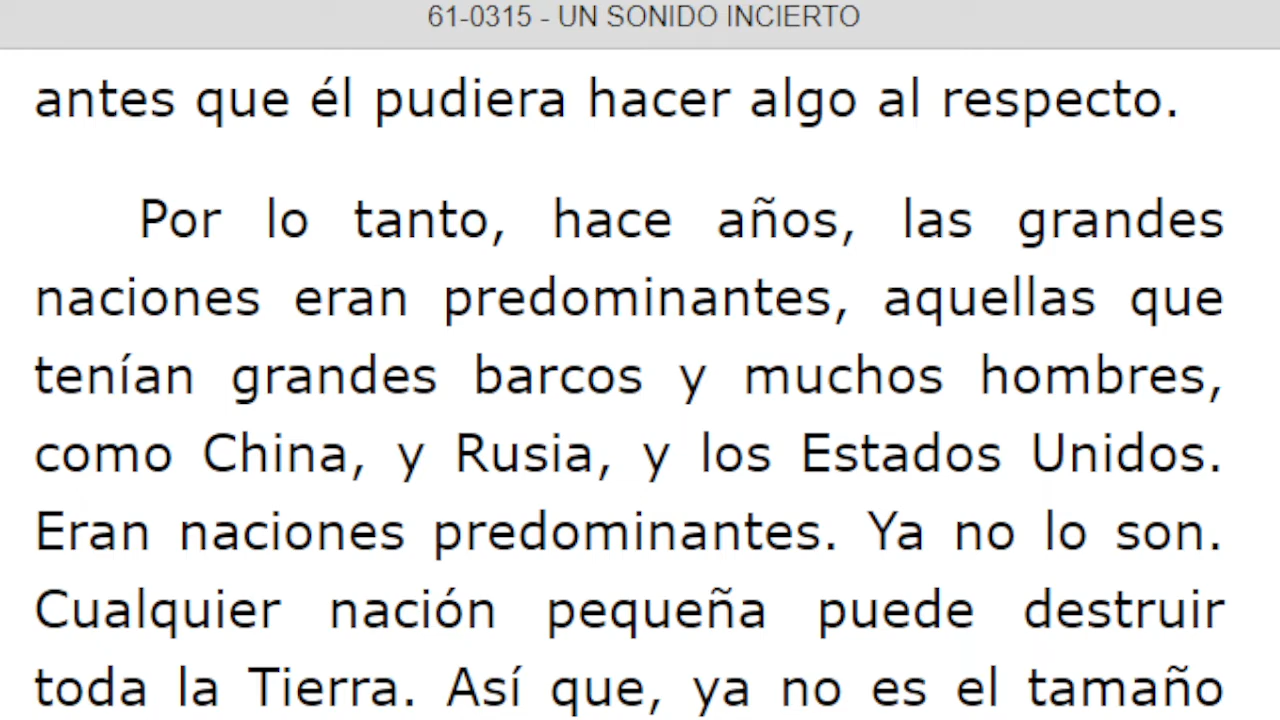 61-0315 - UN SONIDO INCIERTO
antes que él pudiera hacer algo al respecto.
Por lo tanto, hace años, las grandes
naciones eran predominantes, aquellas que
tenían grandes barcos y muchos hombres,
como China, y Rusia, y los Estados Unidos.
Eran naciones predominantes. Ya no lo son.
Cualquier nación pequeña puede destruir
toda la Tierra. Así que, ya no es el tamaño